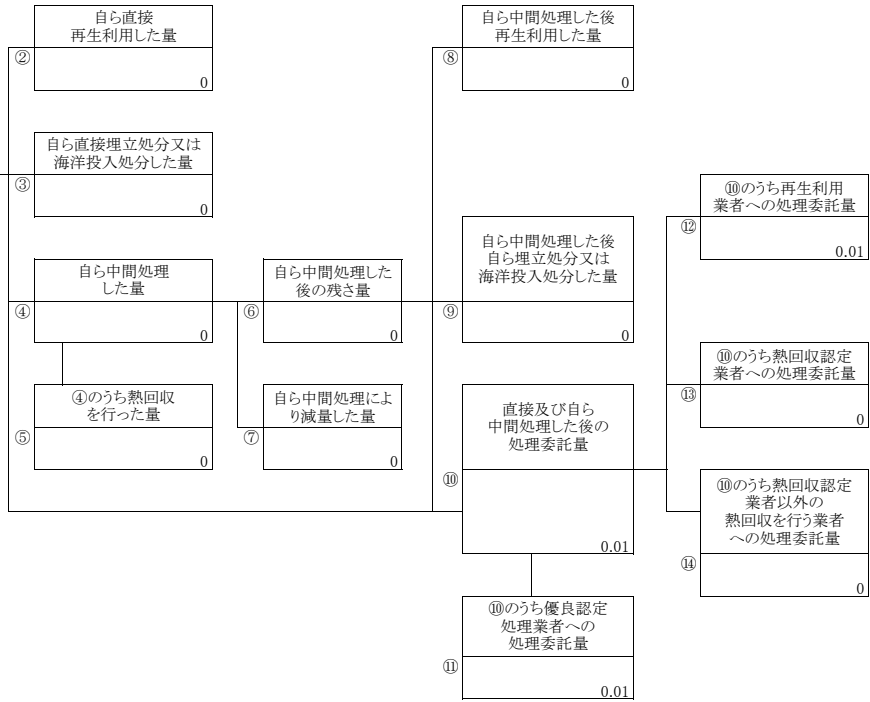 自ら直接
再生利用した量
②
0
自ら直接埋立処分又は
海洋投入処分した量
③
0
自ら中間処理
した量
④
0
④のうち熱回収
を行った量
⑤
0
自ら中間処理した
後の残さ量
⑥
0
自ら中間処理によ
り減量した量
⑦
0
自ら中間処理した後
再生利用した量
⑧
0
自ら中間処理した後
自ら埋立処分又は
海洋投入処分した量
⑨
0
直接及び自ら
中間処理した後の
処理委託量
⑩
0.01
⑩のうち優良認定
処理業者への
処理委託量
⑪
0.01
⑩のうち再生利用
業者への処理委託量
⑫
0.01
⑩のうち熱回収認定
業者への処理委託量
⑬
0
⑩のうち熱回収認定
業者以外の
熱回収を行う業者
への処理委託量
⑭
0